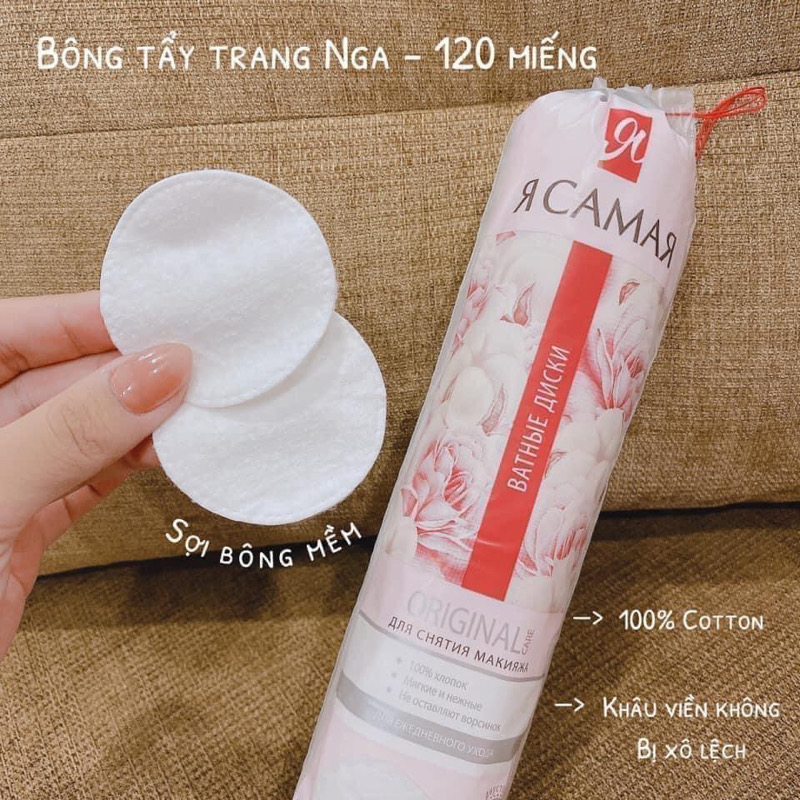 Bông tẩy trang Nga – 120 miếng
Я
Я САМАЯ
ВАТНЫЕ ДИСКИ
Sợi bông mềm
ORIGINAL
CARE
ДЛЯ СНЯТИЯ МАКИЯЖА
• 100% хлопок
• Мягкие и нежные
• Не оставляют ворсинок
ЕЖЕДНЕВНОГО УХОДА
–> 100% Cotton
–> Khâu viền không
bị xô lệch